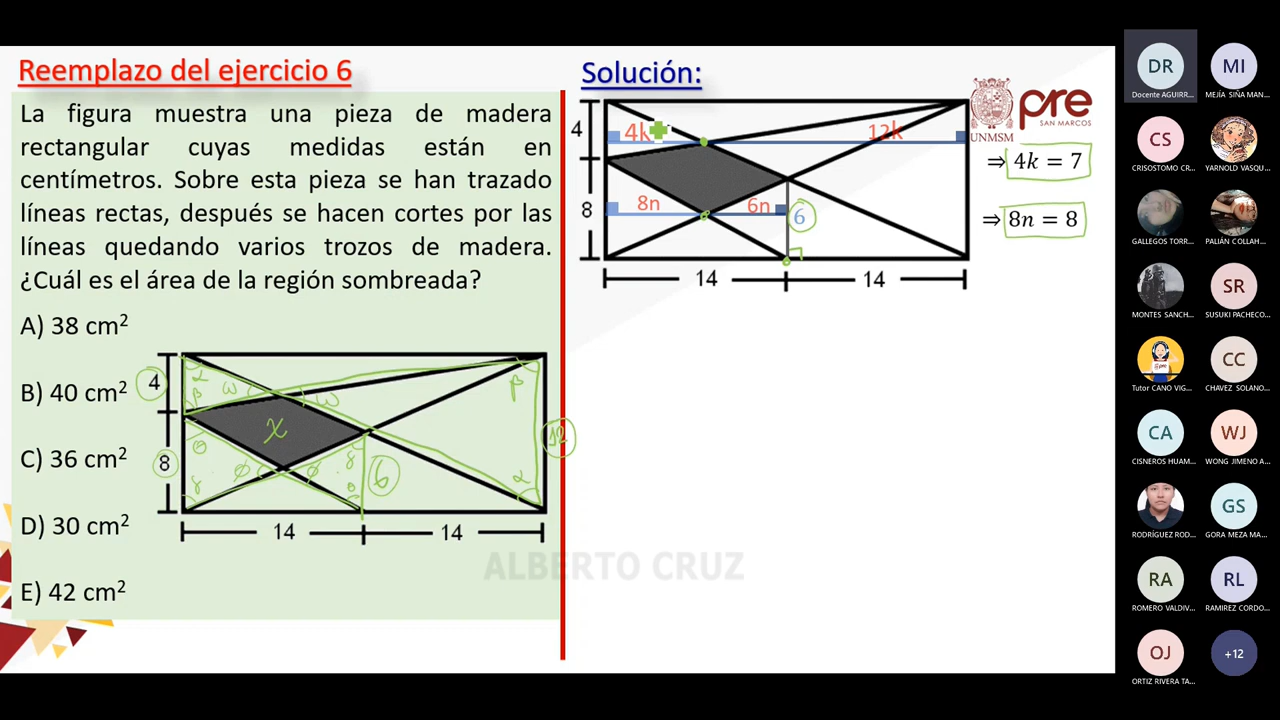 Reemplazo del ejercicio 6
La figura muestra una pieza de madera
rectangular cuyas medidas están en
centímetros. Sobre esta pieza se han trazado
líneas rectas, después se hacen cortes por las
líneas quedando varios trozos de madera.
¿Cuál es el área de la región sombreada?
A) 38 cm²
B) 40 cm²
C) 36 cm²
D) 30 cm²
E) 42 cm²
4
8
14
14
α
β
ω
ω
β
x
θ
γ
φ
φ
γ
θ
6
12
α
Solución:
4
8
4k
12k
8n
6n
6
14
14
UNMSM
pre
SAN MARCOS
⇒ 4k = 7
⇒ 8n = 8
ALBERTO CRUZ
DR
Docente AGUIRR...
MI
MEJÍA SIÑA MAN...
CS
CRISOSTOMO CR...
YARNOLD VASQU...
GALLEGOS TORR...
PALIÁN COLLAH...
MONTES SANCH...
SR
SUSUKI PACHECO...
Tutor CANO VIG...
CC
CHAVEZ SOLANO...
CA
CISNEROS HUAM...
WJ
WONG JIMENO A...
RODRÍGUEZ ROD...
GS
GORA MEZA MA...
RA
ROMERO VALDIV...
RL
RAMIREZ CORDO...
OJ
ORTIZ RIVERA TA...
+12